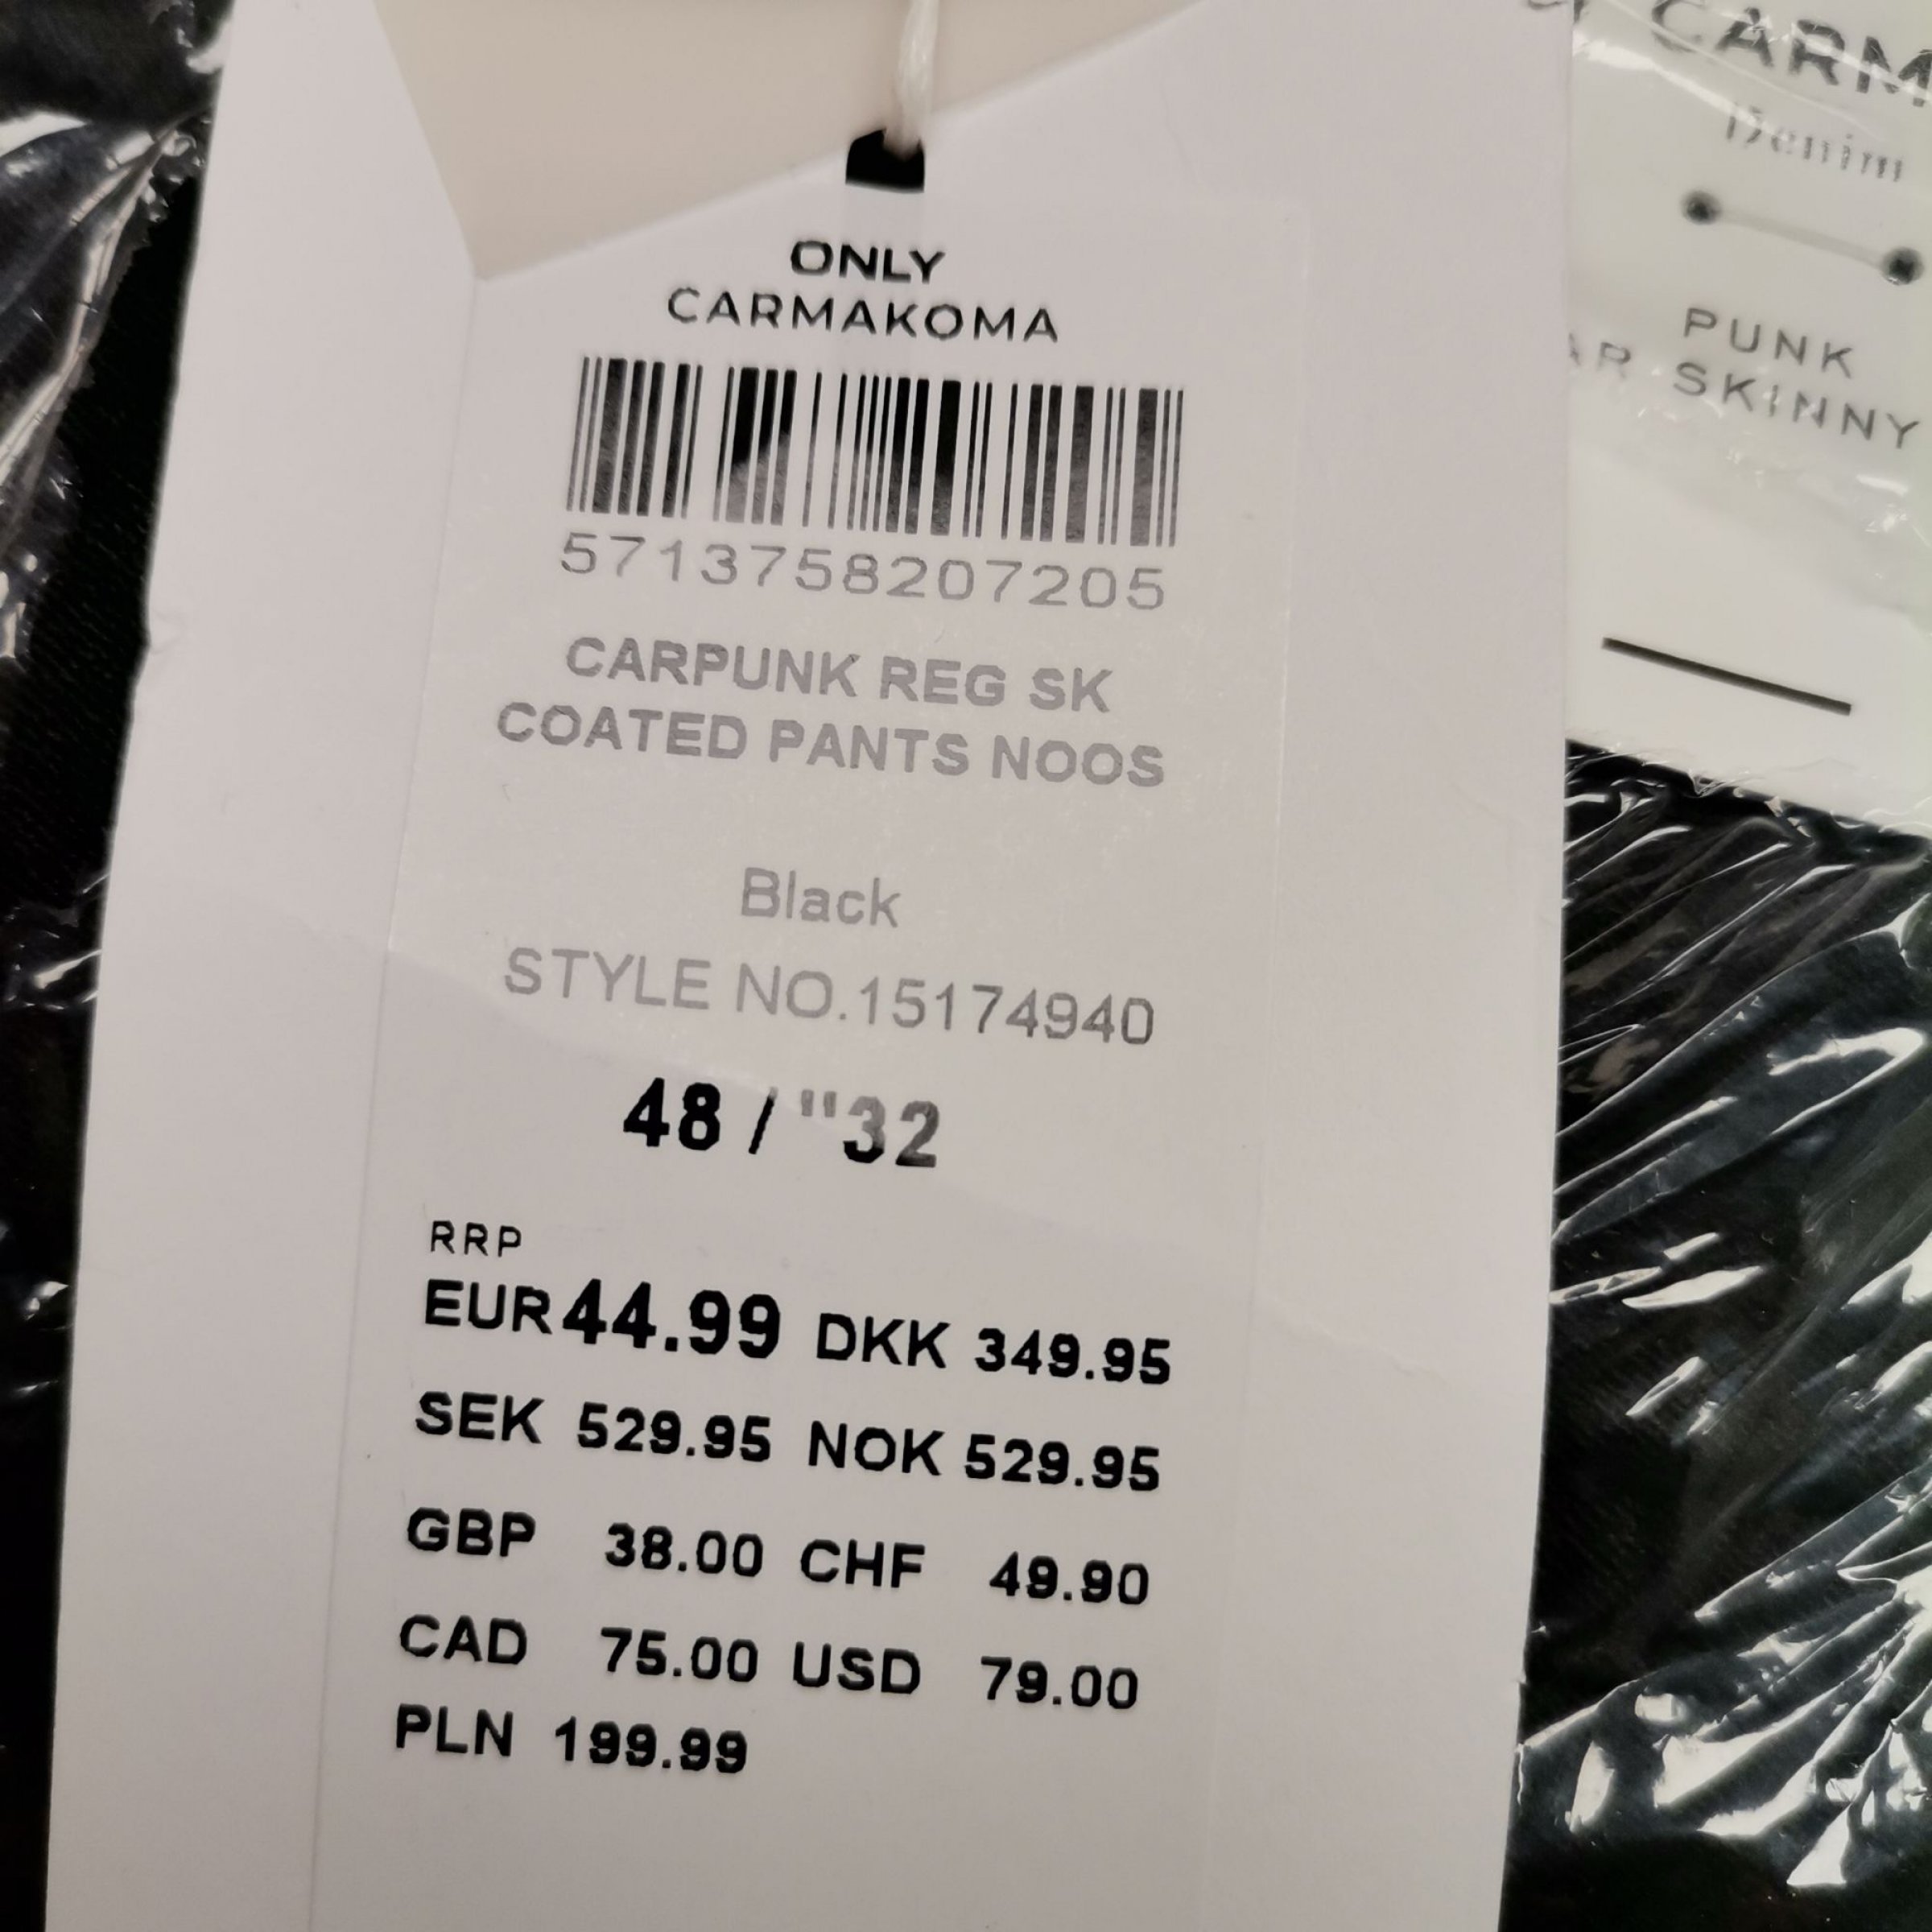 ONLY
CARMAKOMA
5713758207205
CARPUNK REG SK
COATED PANTS NOOS
Black
STYLE NO.15174940
48 / "32
RRP
EUR 44.99 DKK 349.95
SEK 529.95 NOK 529.95
GBP 38.00 CHF 49.90
CAD 75.00 USD 79.00
PLN 199.99
CARM
Denim
PUNK
AR SKINNY